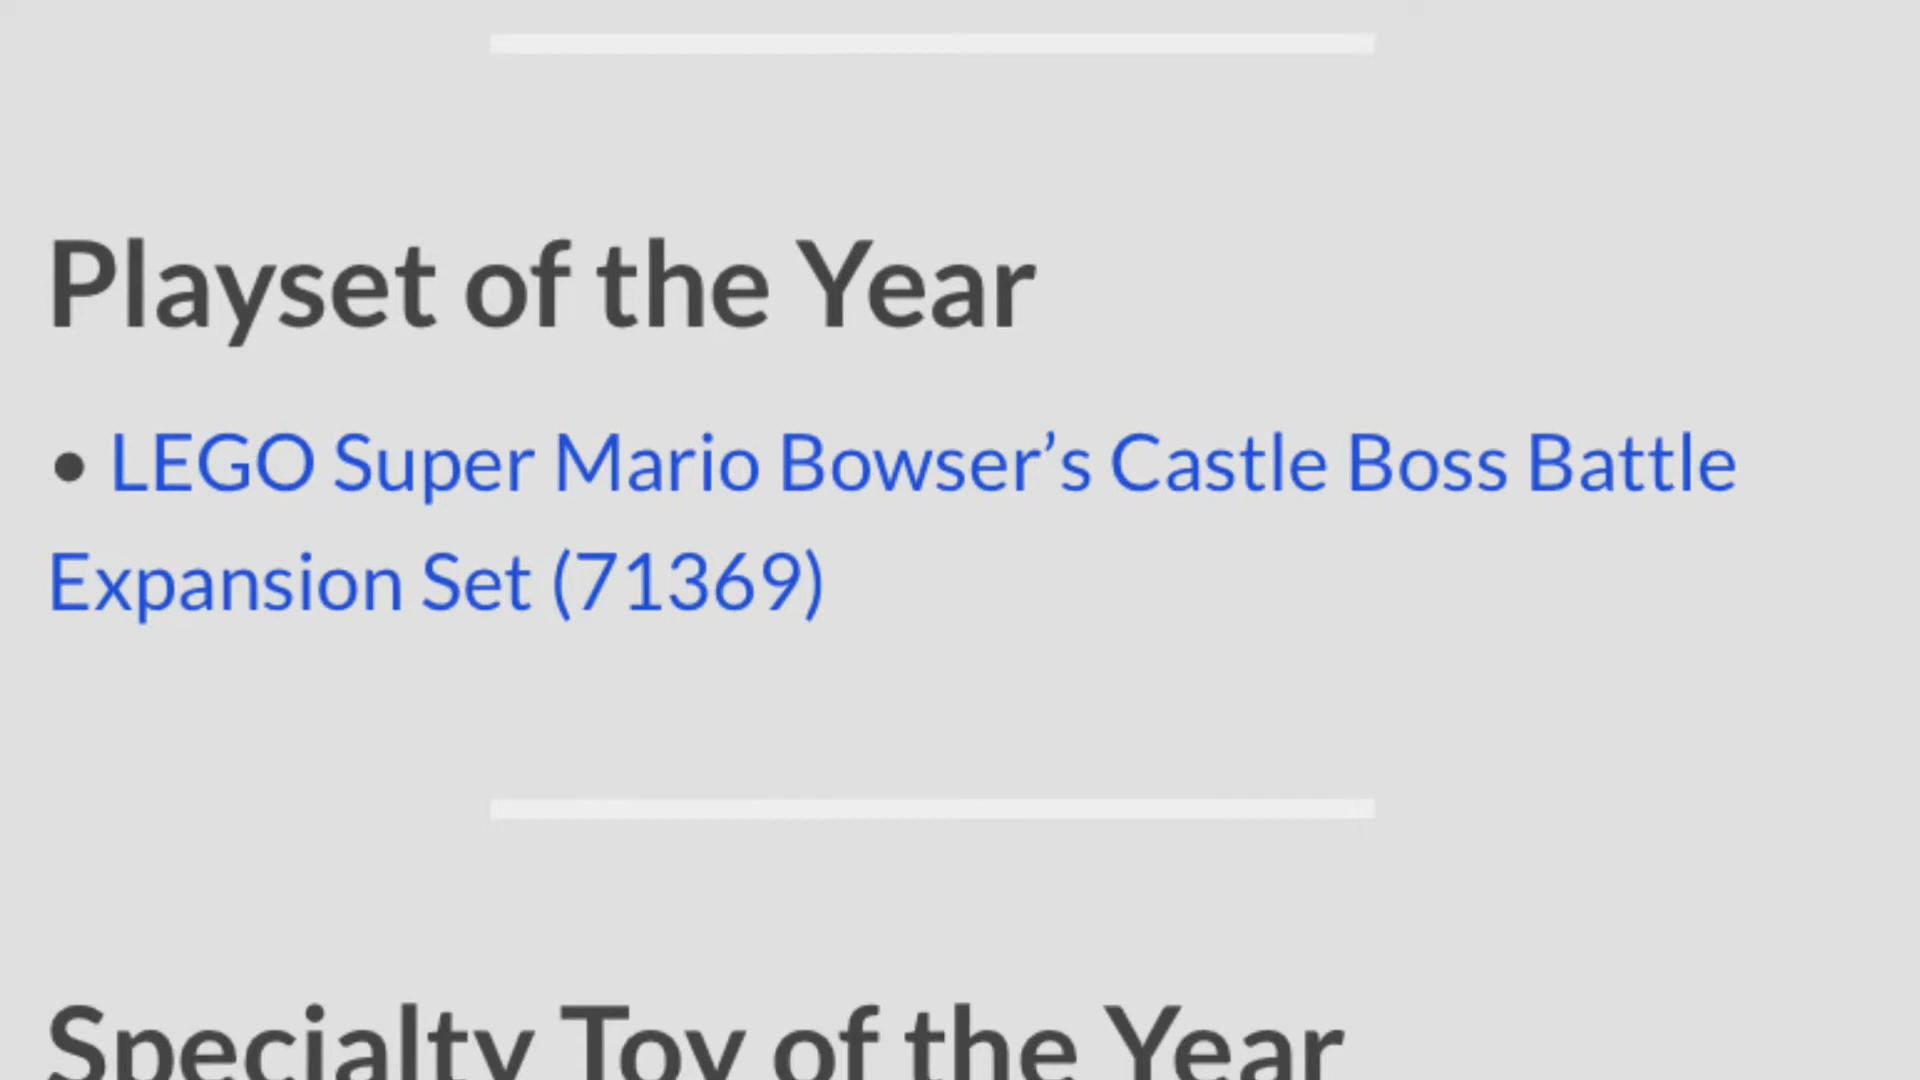 Playset of the Year
• LEGO Super Mario Bowser’s Castle Boss Battle
Expansion Set (71369)
Specialty Toy of the Year